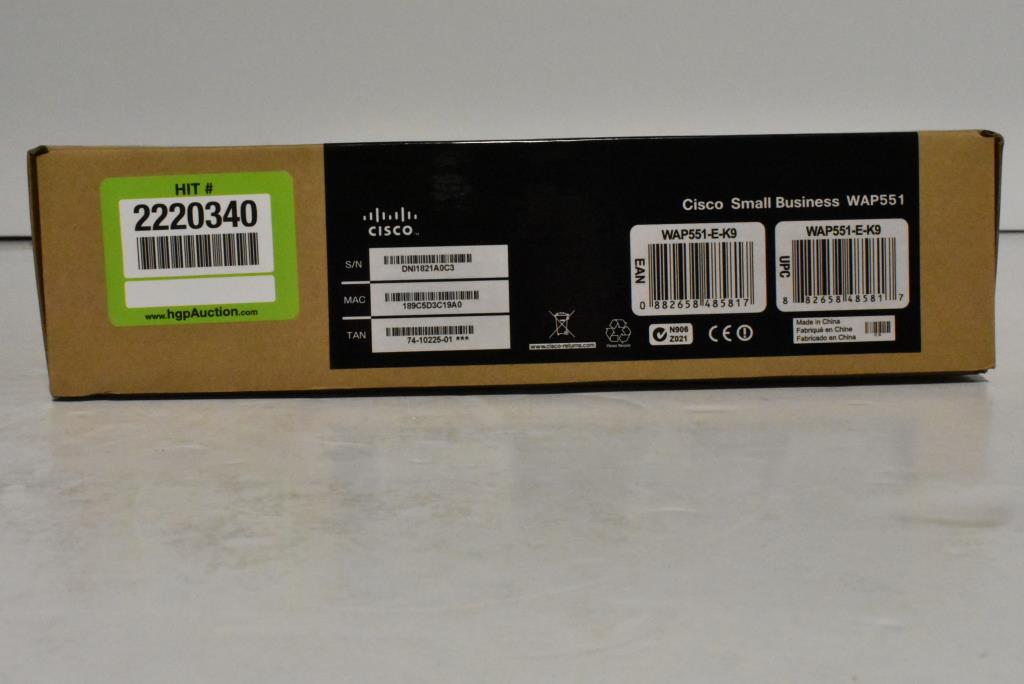 HIT #
2220340
www.hgpAuction.com
CISCO
S/N
DNI1821A0C3
MAC
189C5D3C19A0
TAN
74-10225-01 ***
www.cisco-returns.com
Please Recycle
N906
Z021
CE
Cisco Small Business WAP551
WAP551-E-K9
EAN
0 882658 485817
WAP551-E-K9
UPC
8 82658 48581 7
Made in China
Fabriqué en Chine
Fabricado en China